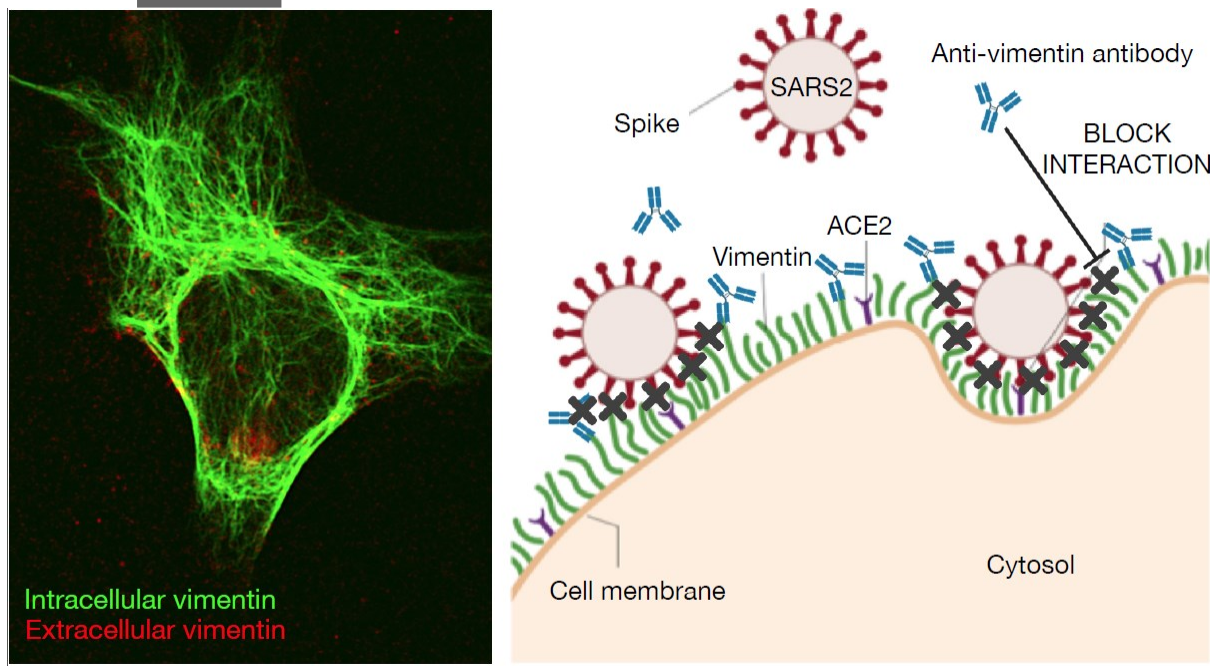 Intracellular vimentin
Extracellular vimentin
SARS2
Spike
Anti-vimentin antibody
BLOCK
INTERACTION
ACE2
Vimentin
Cell membrane
Cytosol